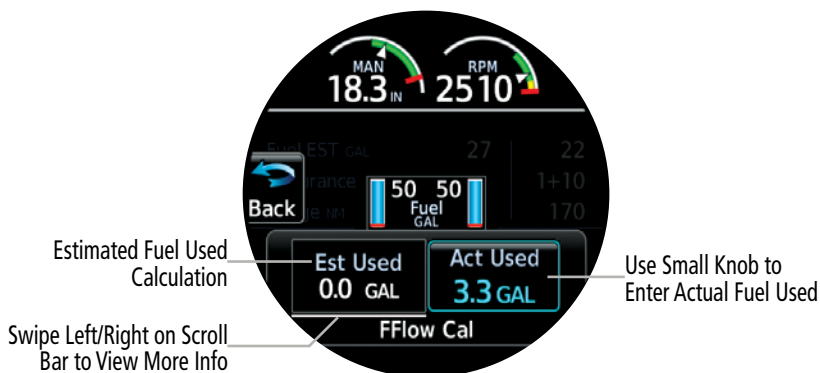 MAN
18.3 IN
RPM
2510
Fuel EST GAL 27 22
1+10
NM 170
Back
50 50
Fuel
GAL
Est Used
0.0 GAL
Act Used
3.3 GAL
FFlow Cal
Estimated Fuel Used
Calculation
Swipe Left/Right on Scroll
Bar to View More Info
Use Small Knob to
Enter Actual Fuel Used